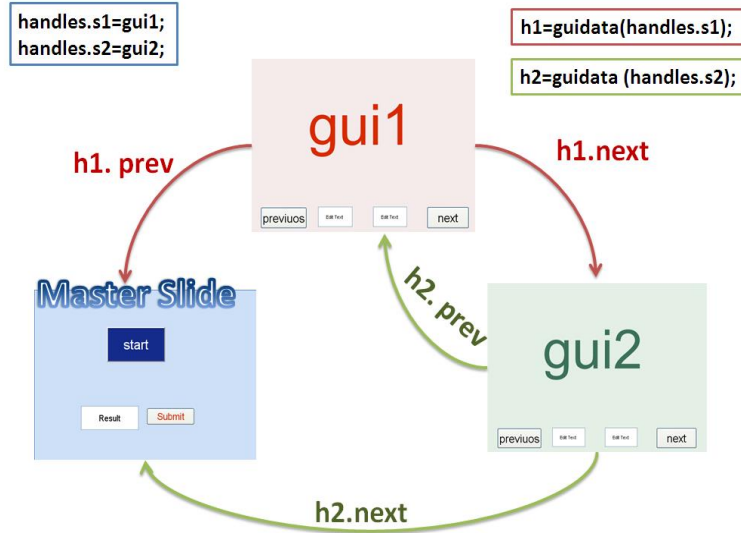 handles.s1=gui1;
handles.s2=gui2;
h1=guidata(handles.s1);
h2=guidata (handles.s2);
gui1
h1. prev
h1.next
previuos
Edit Text
Edit Text
next
Master Slide
start
Result
Submit
h2. prev
gui2
previuos
Edit Text
Edit Text
next
h2.next